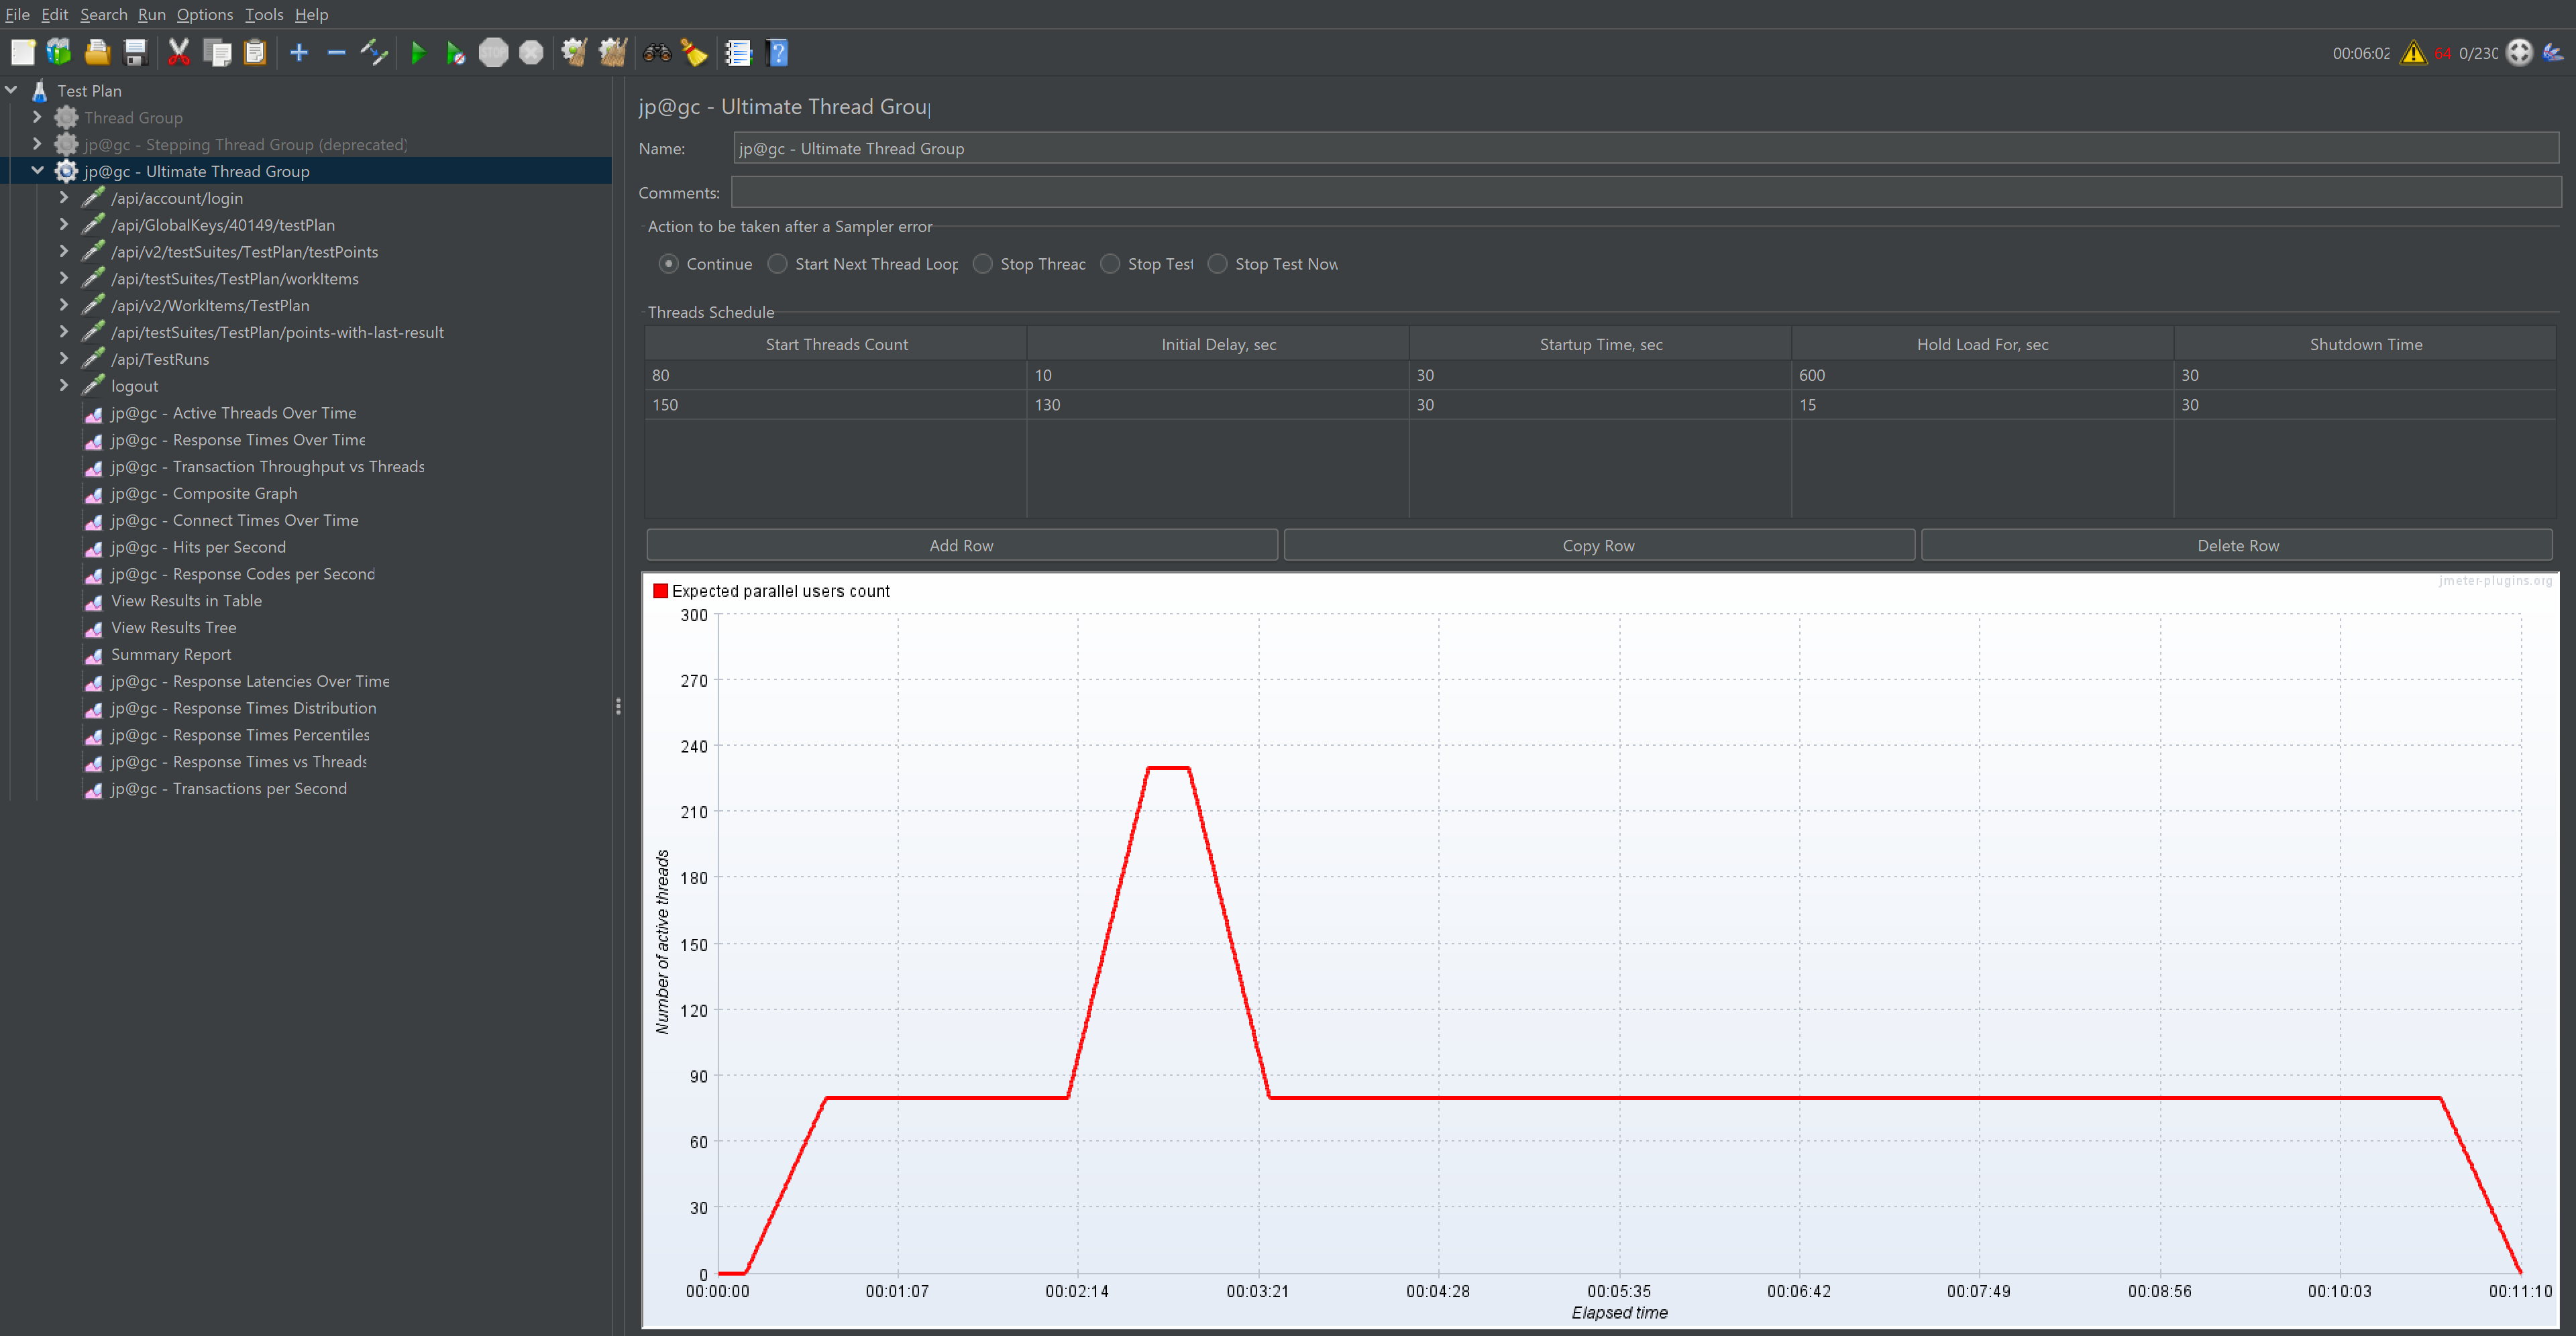 File Edit Search Run Options Tools Help
00:06:02 64 0/230
Test Plan
Thread Group
jp@gc - Stepping Thread Group (deprecated)
jp@gc - Ultimate Thread Group
/api/account/login
/api/GlobalKeys/40149/testPlan
/api/v2/testSuites/TestPlan/testPoints
/api/testSuites/TestPlan/workItems
/api/v2/WorkItems/TestPlan
/api/testSuites/TestPlan/points-with-last-result
/api/TestRuns
logout
jp@gc - Active Threads Over Time
jp@gc - Response Times Over Time
jp@gc - Transaction Throughput vs Threads
jp@gc - Composite Graph
jp@gc - Connect Times Over Time
jp@gc - Hits per Second
jp@gc - Response Codes per Second
View Results in Table
View Results Tree
Summary Report
jp@gc - Response Latencies Over Time
jp@gc - Response Times Distribution
jp@gc - Response Times Percentiles
jp@gc - Response Times vs Threads
jp@gc - Transactions per Second
jp@gc - Ultimate Thread Group
Name: jp@gc - Ultimate Thread Group
Comments:
Action to be taken after a Sampler error
Continue Start Next Thread Loop Stop Thread Stop Test Stop Test Now
Threads Schedule
Start Threads Count Initial Delay, sec Startup Time, sec Hold Load For, sec Shutdown Time
80 10 30 600 30
150 130 30 15 30
Add Row Copy Row Delete Row
jmeter-plugins.org
Expected parallel users count
300
270
240
210
180
150
120
90
60
30
0
Number of active threads
00:00:00 00:01:07 00:02:14 00:03:21 00:04:28 00:05:35 00:06:42 00:07:49 00:08:56 00:10:03 00:11:10
Elapsed time